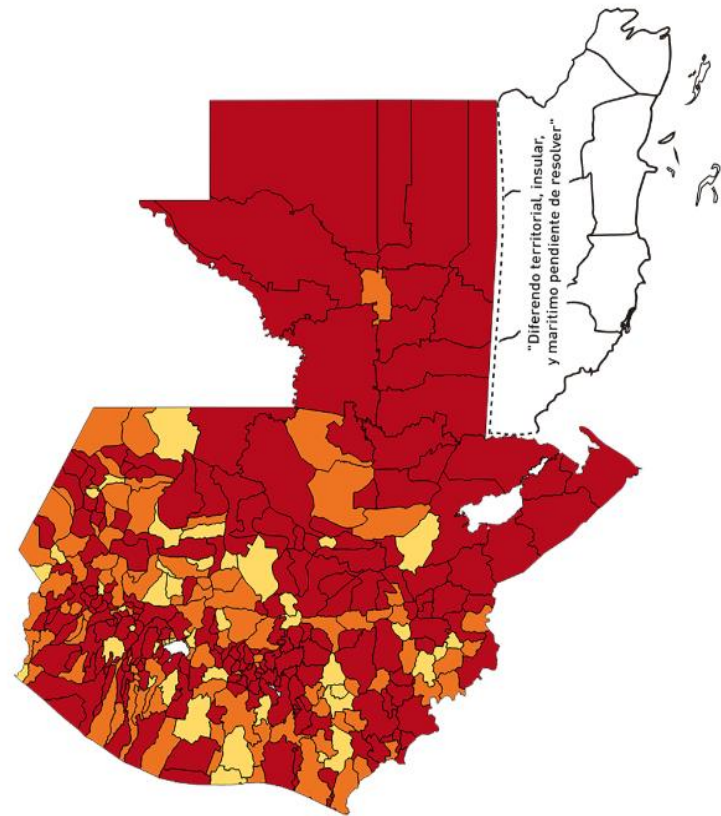 "Diferendo territorial, insular,
y marítimo pendiente de resolver"